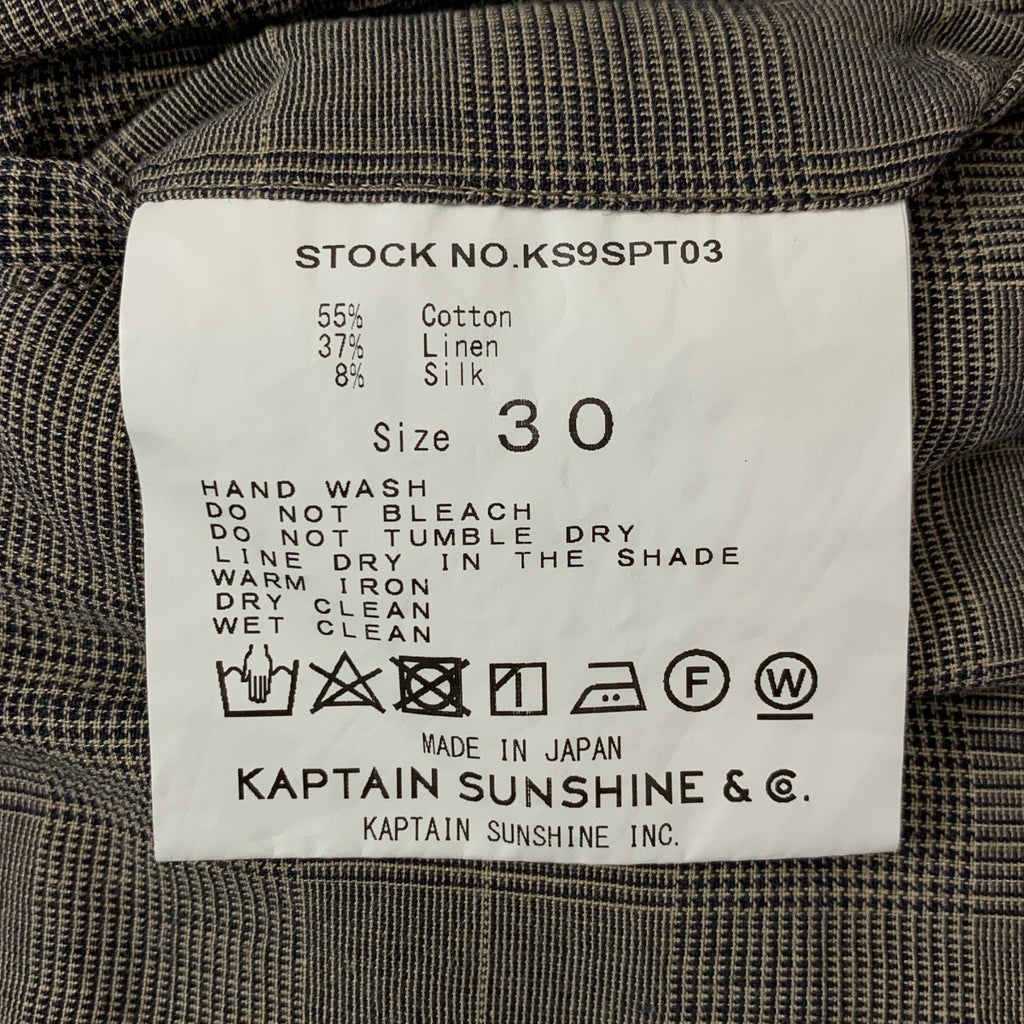 STOCK NO.KS9SPT03
55% Cotton
37% Linen
8% Silk
Size 30
HAND WASH
DO NOT BLEACH
DO NOT TUMBLE DRY
LINE DRY IN THE SHADE
WARM IRON
DRY CLEAN
WET CLEAN
F W
MADE IN JAPAN
KAPTAIN SUNSHINE & Co.
KAPTAIN SUNSHINE INC.